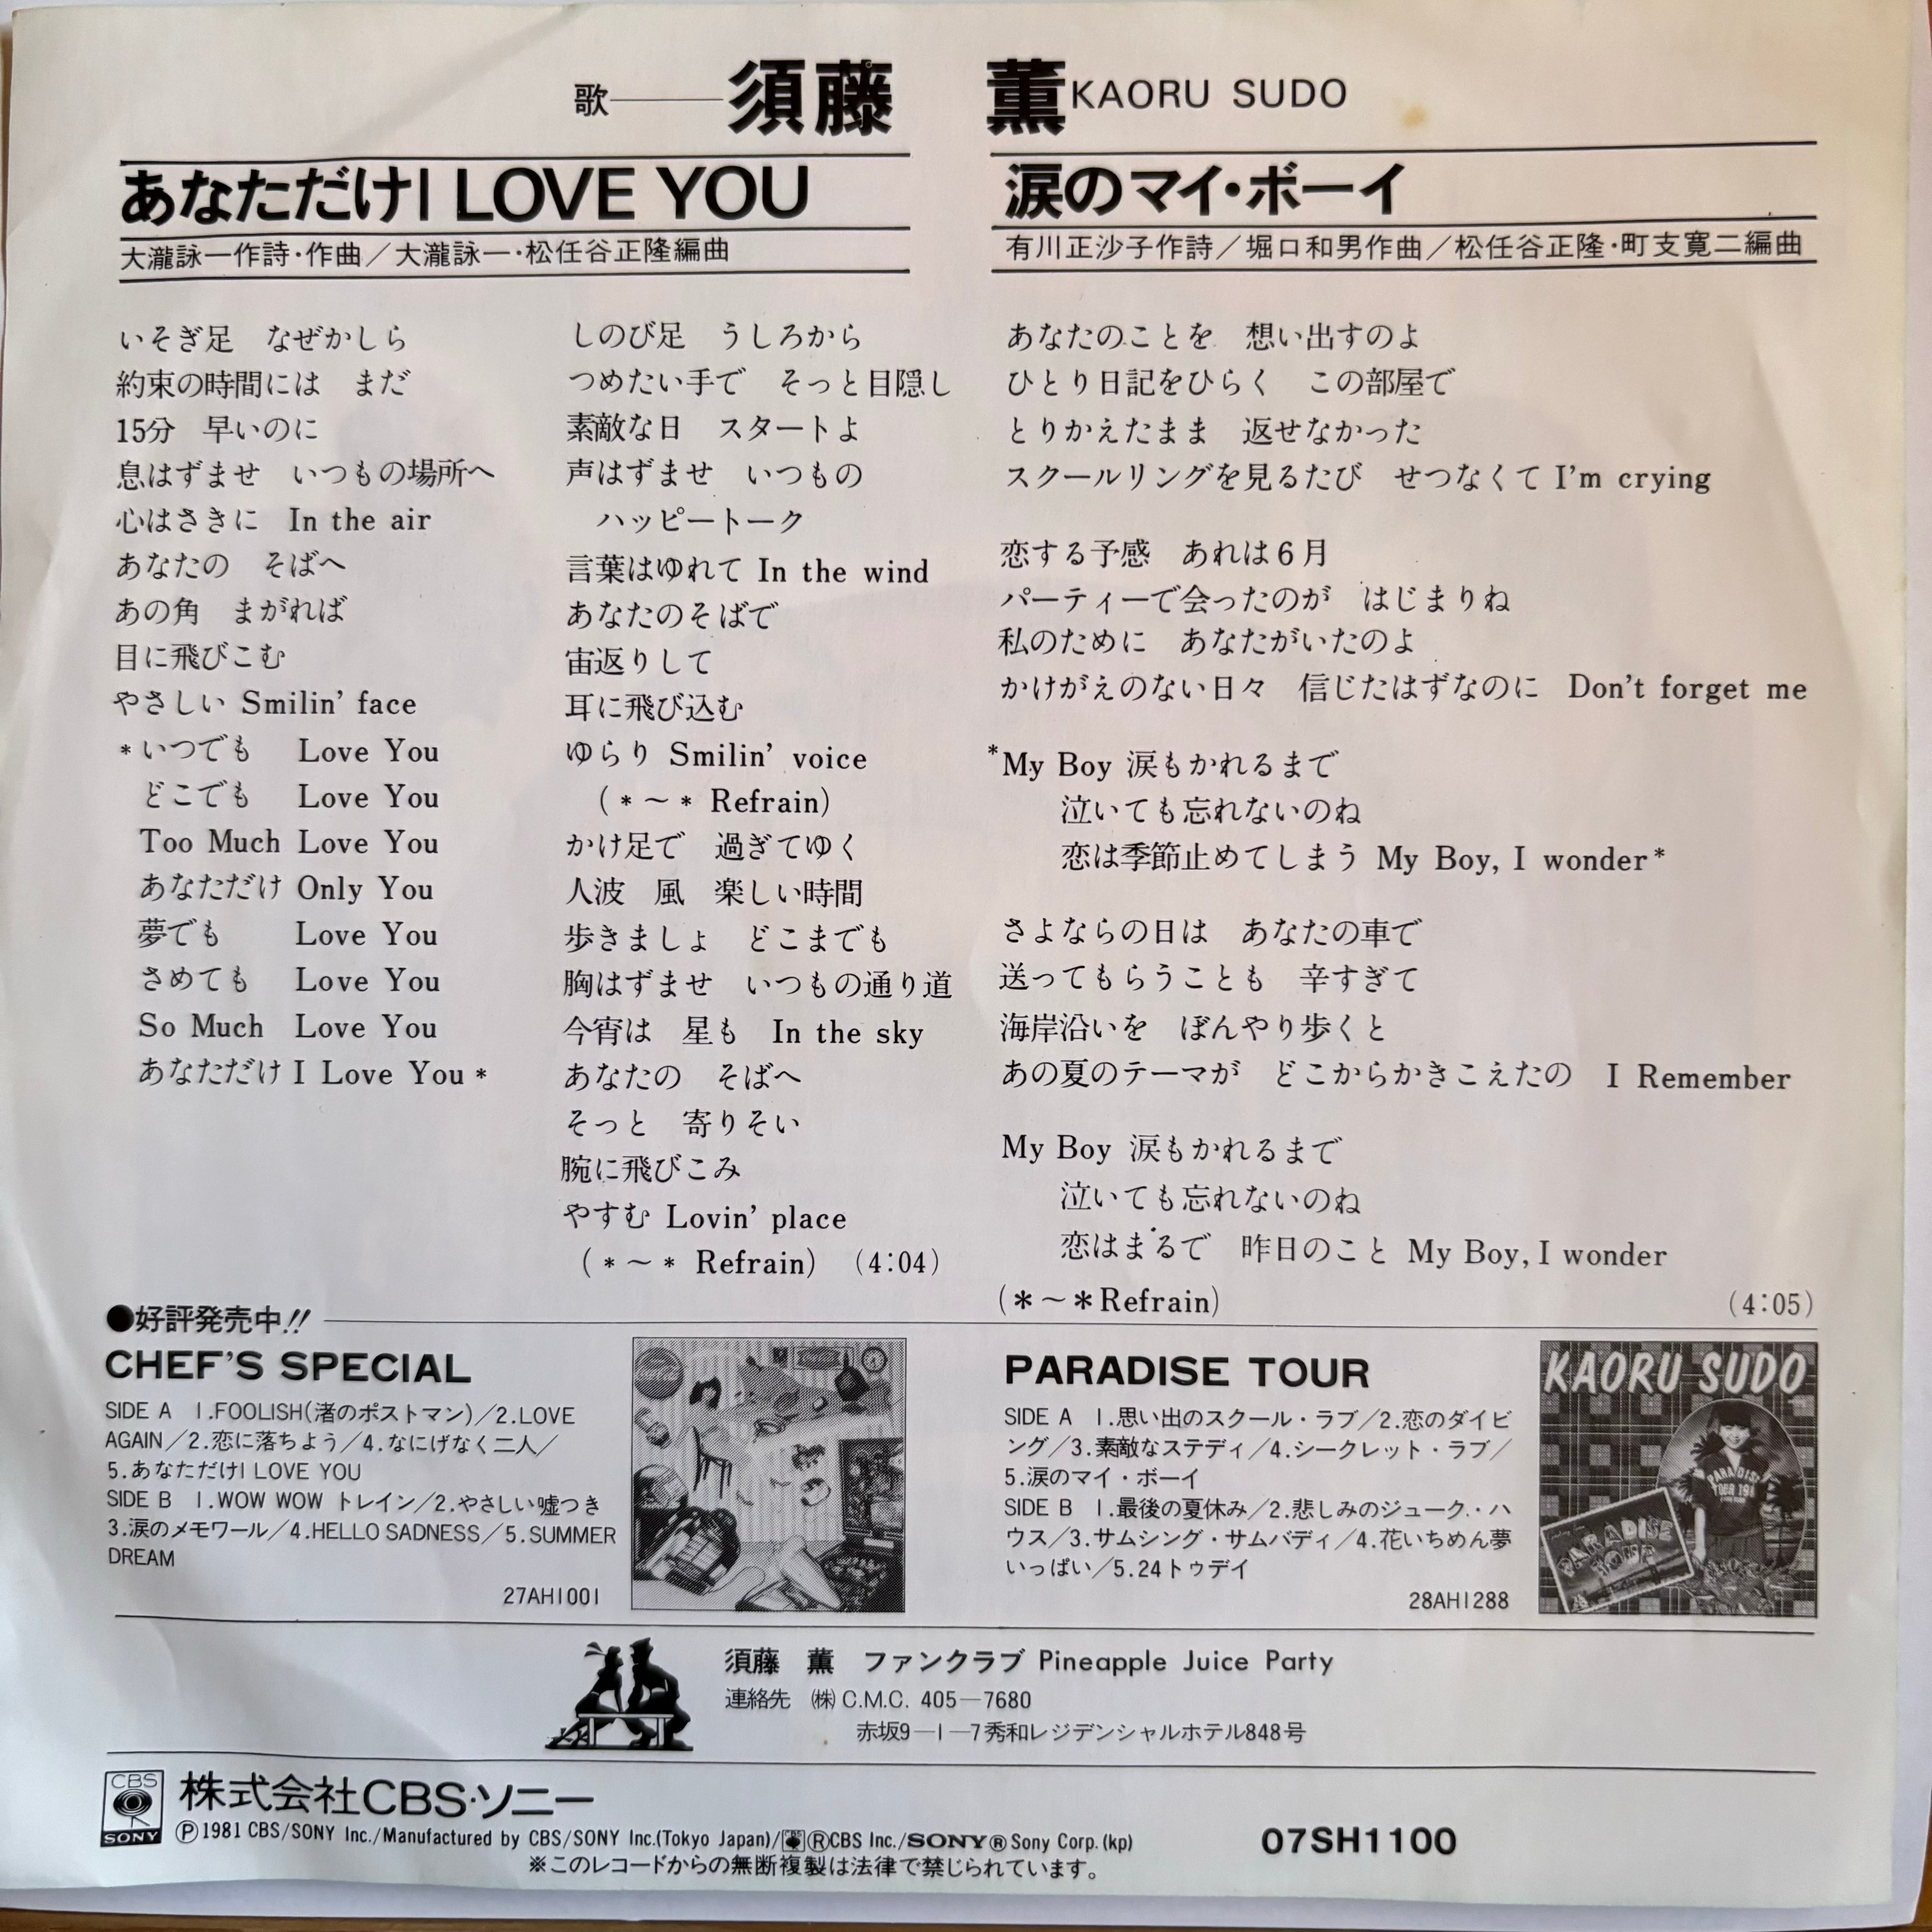 歌――須藤 薫 KAORU SUDO
あなただけI LOVE YOU
大瀧詠一作詩・作曲／大瀧詠一・松任谷正隆編曲
いそぎ足　なぜかしら
約束の時間には　まだ
15分　早いのに
息はずませ　いつもの場所へ
心はさきに　In the air
あなたの　そばへ
あの角　まがれば
目に飛びこむ
やさしい Smilin' face
*いつでも　Love You
どこでも　Love You
Too Much Love You
あなただけ Only You
夢でも　Love You
さめても　Love You
So Much　Love You
あなただけ I Love You *
しのび足　うしろから
つめたい手で　そっと目隠し
素敵な日　スタートよ
声はずませ　いつもの
ハッピートーク
言葉はゆれて In the wind
あなたのそばで
宙返りして
耳に飛び込む
ゆらり Smilin' voice
(*～* Refrain)
かけ足で　過ぎてゆく
人波　風　楽しい時間
歩きましょ　どこまでも
胸はずませ　いつもの通り道
今宵は　星も　In the sky
あなたの　そばへ
そっと　寄りそい
腕に飛びこみ
やすむ Lovin' place
(*～* Refrain)　(4:04)
涙のマイ・ボーイ
有川正沙子作詩／堀口和男作曲／松任谷正隆・町支寛二編曲
あなたのことを　想い出すのよ
ひとり日記をひらく　この部屋で
とりかえたまま　返せなかった
スクールリングを見るたび　せつなくて I'm crying
恋する予感　あれは6月
パーティーで会ったのが　はじまりね
私のために　あなたがいたのよ
かけがえのない日々　信じたはずなのに　Don't forget me
*My Boy 涙もかれるまで
泣いても忘れないのね
恋は季節止めてしまう My Boy, I wonder*
さよならの日は　あなたの車で
送ってもらうことも　辛すぎて
海岸沿いを　ぼんやり歩くと
あの夏のテーマが　どこからかきこえたの　I Remember
My Boy 涙もかれるまで
泣いても忘れないのね
恋はまるで　昨日のこと My Boy, I wonder
(*～*Refrain)　(4:05)
●好評発売中!!
CHEF'S SPECIAL
SIDE A　1.FOOLISH(渚のポストマン)／2.LOVE
AGAIN／2.恋に落ちよう／4.なにげなく二人／
5.あなただけI LOVE YOU
SIDE B　1.WOW WOW トレイン／2.やさしい嘘つき
3.涙のメモワール／4.HELLO SADNESS／5.SUMMER
DREAM
27AH1001
PARADISE TOUR
SIDE A　1.思い出のスクール・ラブ／2.恋のダイビ
ング／3.素敵なステディ／4.シークレット・ラブ／
5.涙のマイ・ボーイ
SIDE B　1.最後の夏休み／2.悲しみのジューク・ハ
ウス／3.サムシング・サムバディ／4.花いちめん夢
いっぱい／5.24トゥデイ
28AH1288
KAORU SUDO
PARADISE
TOUR 198
PARADISE
TOUR
須藤　薫　ファンクラブ Pineapple Juice Party
連絡先　㈱C.M.C. 405―7680
赤坂9―1―7秀和レジデンシャルホテル848号
CBS
SONY
株式会社CBS・ソニー
Ⓟ1981 CBS/SONY Inc./Manufactured by CBS/SONY Inc.(Tokyo Japan)/ⓇCBS Inc./SONY® Sony Corp. (kp)
07SH1100
※このレコードからの無断複製は法律で禁じられています。